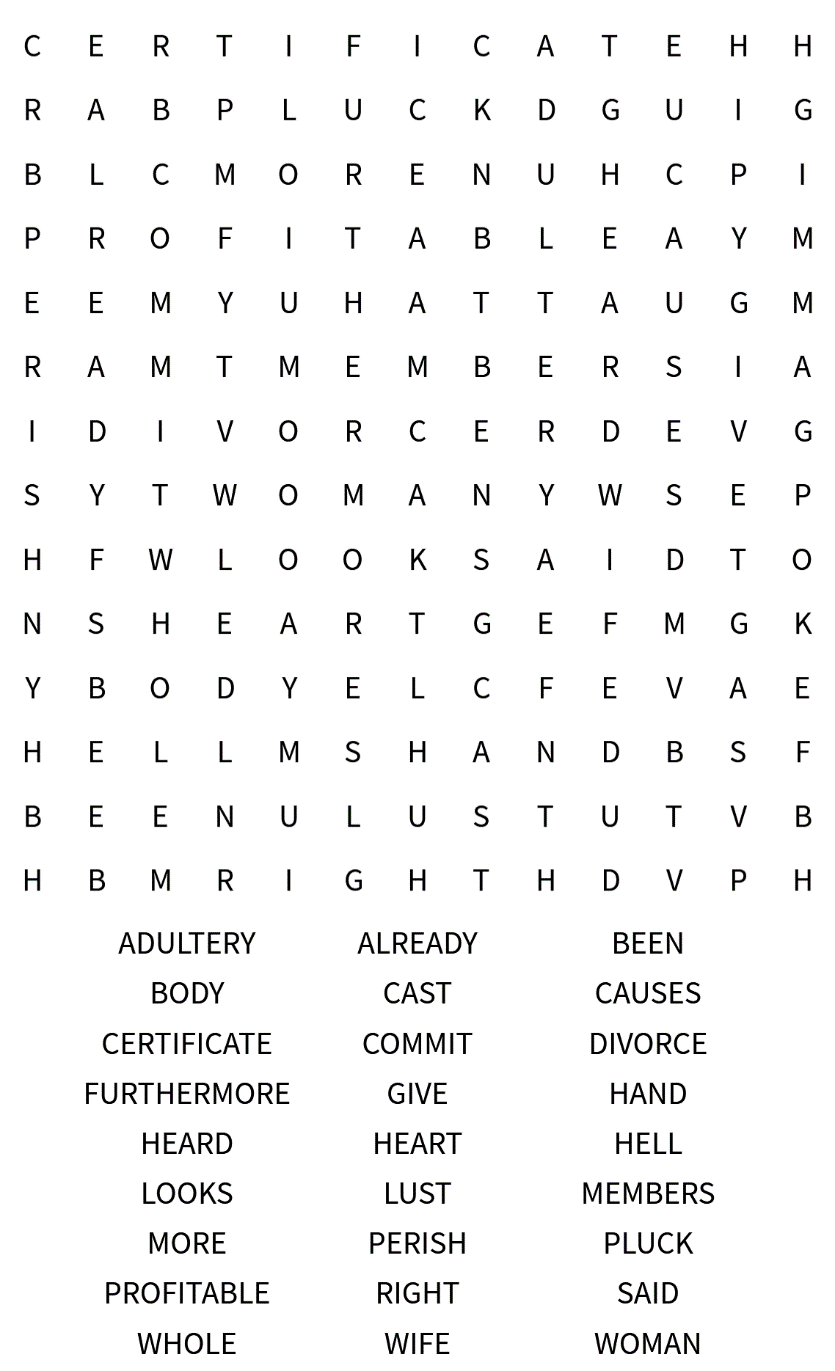 C E R T I F I C A T E H H
R A B P L U C K D G U I G
B L C M O R E N U H C P I
P R O F I T A B L E A Y M
E E M Y U H A T T A U G M
R A M T M E M B E R S I A
I D I V O R C E R D E V G
S Y T W O M A N Y W S E P
H F W L O O K S A I D T O
N S H E A R T G E F M G K
Y B O D Y E L C F E V A E
H E L L M S H A N D B S F
B E E N U L U S T U T V B
H B M R I G H T H D V P H
ADULTERY ALREADY BEEN
BODY CAST CAUSES
CERTIFICATE COMMIT DIVORCE
FURTHERMORE GIVE HAND
HEARD HEART HELL
LOOKS LUST MEMBERS
MORE PERISH PLUCK
PROFITABLE RIGHT SAID
WHOLE WIFE WOMAN